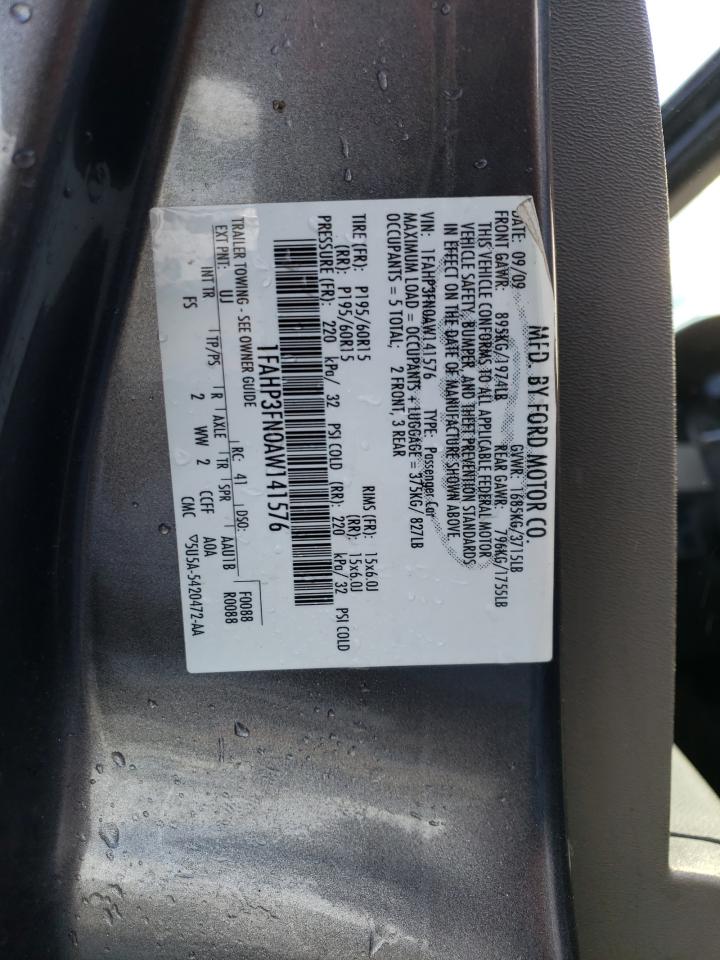 MFD. BY FORD MOTOR CO.
DATE: 09/09 GVWR: 1685KG/3715LB
FRONT GAWR: 895KG/1974LB REAR GAWR: 796KG/1755LB
THIS VEHICLE CONFORMS TO ALL APPLICABLE FEDERAL MOTOR
VEHICLE SAFETY, BUMPER, AND THEFT PREVENTION STANDARDS
IN EFFECT ON THE DATE OF MANUFACTURE SHOWN ABOVE.
VIN: 1FAHP3FN0AW141576 TYPE: Passenger Car
MAXIMUM LOAD = OCCUPANTS + LUGGAGE = 375KG/ 827LB
OCCUPANTS = 5 TOTAL; 2 FRONT, 3 REAR
TIRE (FR): P195/60R15 RIMS (FR): 15x6.0J
(RR): P195/60R15 (RR): 15x6.0J
PRESSURE (FR): 220 kPa/ 32 PSI COLD (RR): 220 kPa/ 32 PSI COLD
1FAHP3FN0AW141576
TRAILER TOWING - SEE OWNER GUIDE F0088
EXT PNT: UJ RC: 41 DSO: R0088
INT TR TP/PS R AXLE TR SPR AAU1B
FS 2 2 WW 2 CCFF A0A
CMC ▽5U5A-5420472-AA